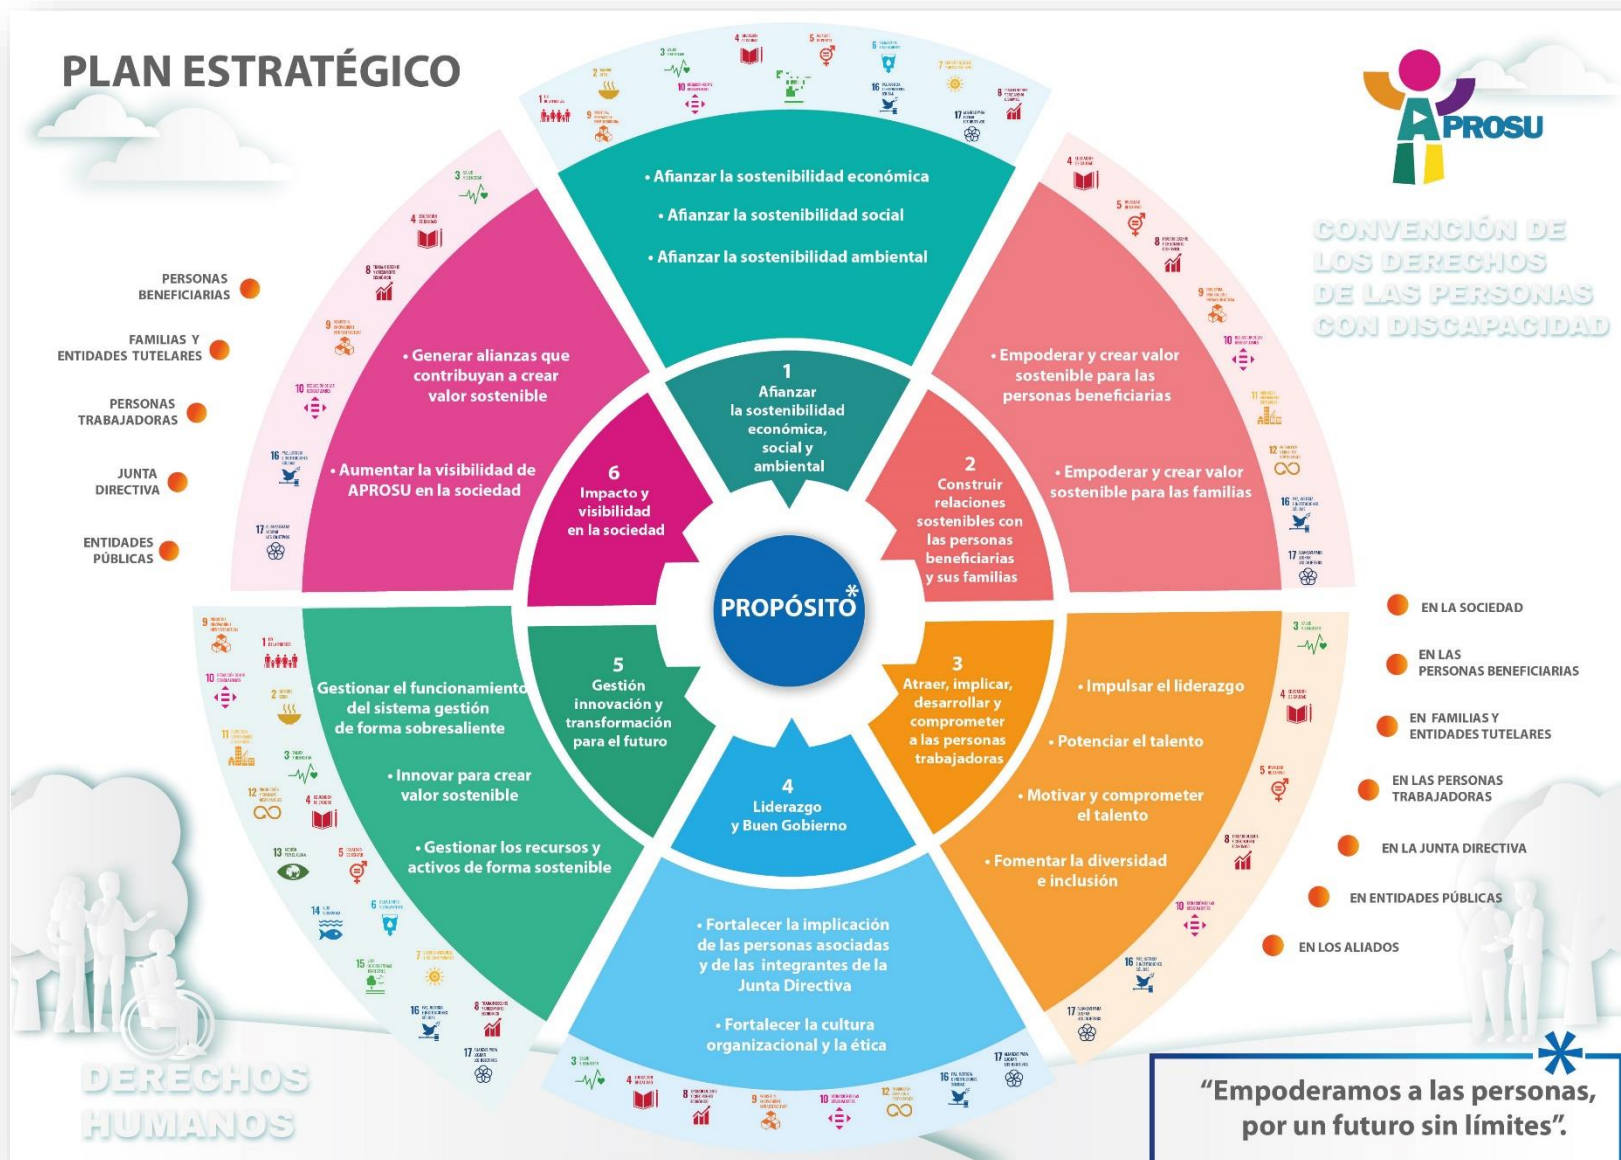 PLAN ESTRATÉGICO
APROSU
CONVENCIÓN DE
LOS DERECHOS
DE LAS PERSONAS
CON DISCAPACIDAD
PERSONAS
BENEFICIARIAS
FAMILIAS Y
ENTIDADES TUTELARES
PERSONAS
TRABAJADORAS
JUNTA
DIRECTIVA
ENTIDADES
PÚBLICAS
• Afianzar la sostenibilidad económica
• Afianzar la sostenibilidad social
• Afianzar la sostenibilidad ambiental
1
Afianzar
la sostenibilidad
económica,
social y
ambiental
• Empoderar y crear valor
sostenible para las
personas beneficiarias
• Empoderar y crear valor
sostenible para las familias
2
Construir
relaciones
sostenibles con
las personas
beneficiarias
y sus familias
• Impulsar el liderazgo
• Potenciar el talento
• Motivar y comprometer
el talento
• Fomentar la diversidad
e inclusión
3
Atraer, implicar,
desarrollar y
comprometer
a las personas
trabajadoras
4
Liderazgo
y Buen Gobierno
• Fortalecer la implicación
de las personas asociadas
y de las integrantes de la
Junta Directiva
• Fortalecer la cultura
organizacional y la ética
5
Gestión
innovación y
transformación
para el futuro
Gestionar el funcionamiento
del sistema gestión
de forma sobresaliente
• Innovar para crear
valor sostenible
• Gestionar los recursos y
activos de forma sostenible
6
Impacto y
visibilidad
en la sociedad
• Generar alianzas que
contribuyan a crear
valor sostenible
• Aumentar la visibilidad de
APROSU en la sociedad
PROPÓSITO*
EN LA SOCIEDAD
EN LAS
PERSONAS BENEFICIARIAS
EN FAMILIAS Y
ENTIDADES TUTELARES
EN LAS PERSONAS
TRABAJADORAS
EN LA JUNTA DIRECTIVA
EN ENTIDADES PÚBLICAS
EN LOS ALIADOS
DERECHOS
HUMANOS
*
“Empoderamos a las personas,
por un futuro sin límites”.